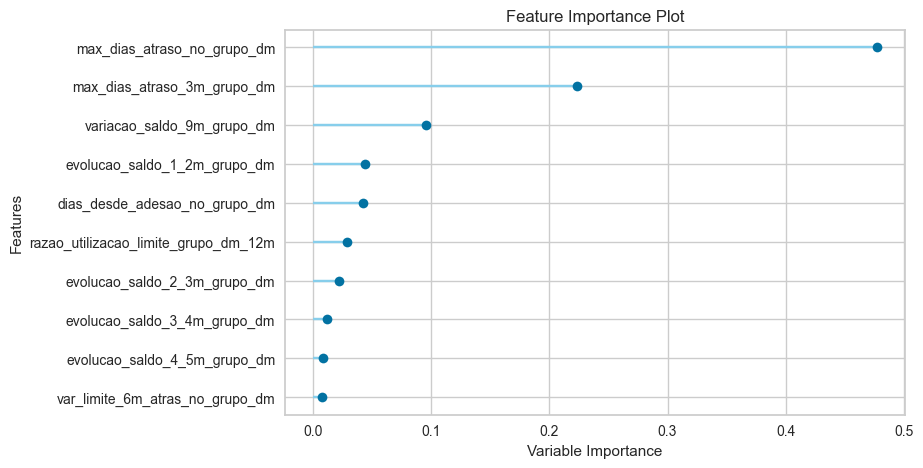 Feature Importance Plot
Features
max_dias_atraso_no_grupo_dm
max_dias_atraso_3m_grupo_dm
variacao_saldo_9m_grupo_dm
evolucao_saldo_1_2m_grupo_dm
dias_desde_adesao_no_grupo_dm
razao_utilizacao_limite_grupo_dm_12m
evolucao_saldo_2_3m_grupo_dm
evolucao_saldo_3_4m_grupo_dm
evolucao_saldo_4_5m_grupo_dm
var_limite_6m_atras_no_grupo_dm
0.0 0.1 0.2 0.3 0.4 0.5
Variable Importance